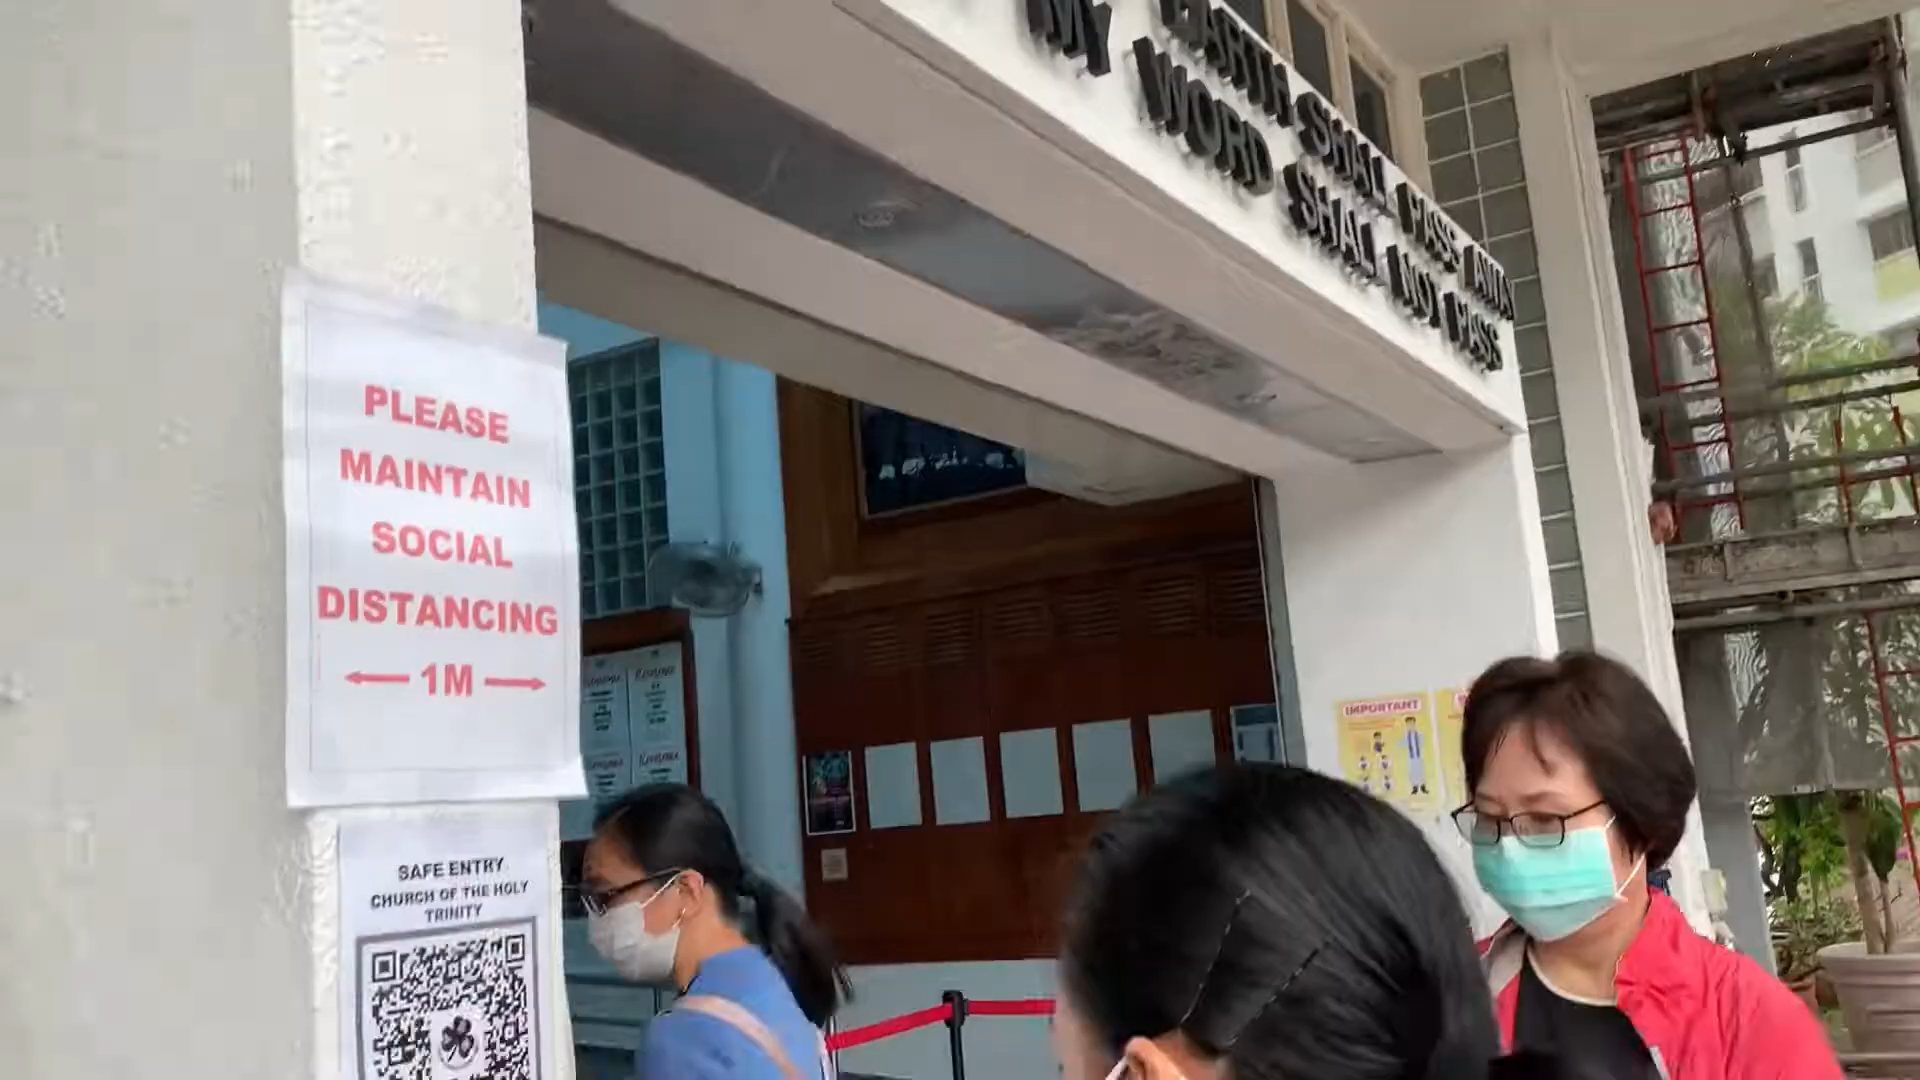 EARTH SHALL PASS AWAY
MY WORD SHALL NOT PASS
PLEASE
MAINTAIN
SOCIAL
DISTANCING
1M
SAFE ENTRY
CHURCH OF THE HOLY
TRINITY
IMPORTANT